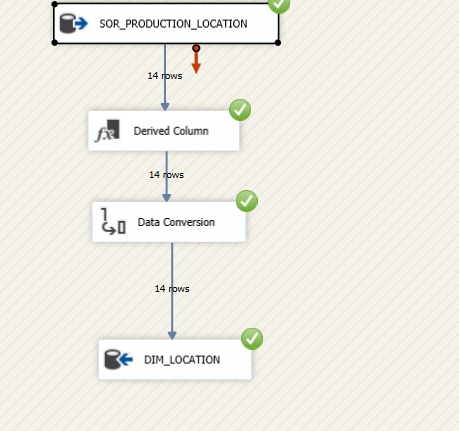 SOR_PRODUCTION_LOCATION
14 rows
Derived Column
14 rows
Data Conversion
14 rows
DIM_LOCATION